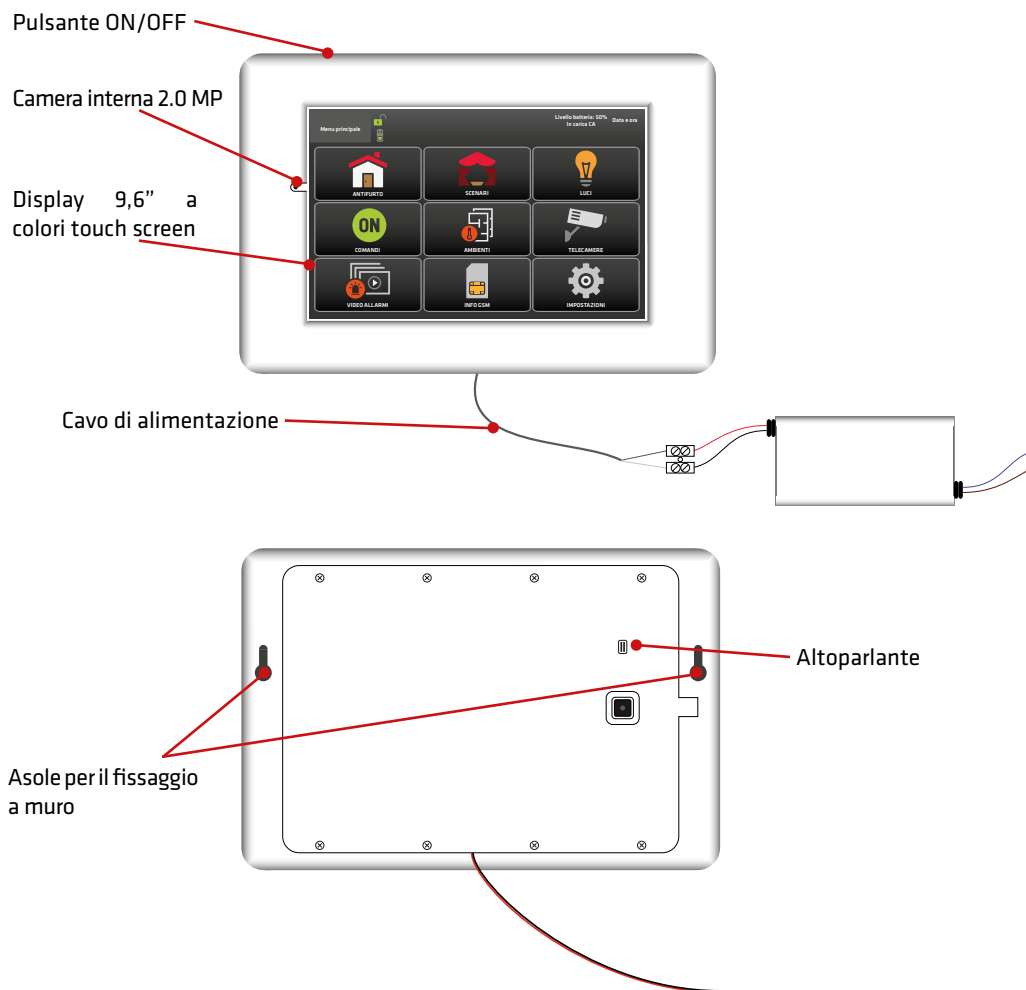 Pulsante ON/OFF
Camera interna 2.0 MP
Display 9,6” a
colori touch screen
Menu principale
Livello batteria: 50%
In carica CA
Data e ora
ANTIFURTO
SCENARI
LUCI
ON
COMANDI
AMBIENTI
TELECAMERE
VIDEO ALLARMI
INFO GSM
IMPOSTAZIONI
Cavo di alimentazione
Altoparlante
Asole per il fissaggio
a muro